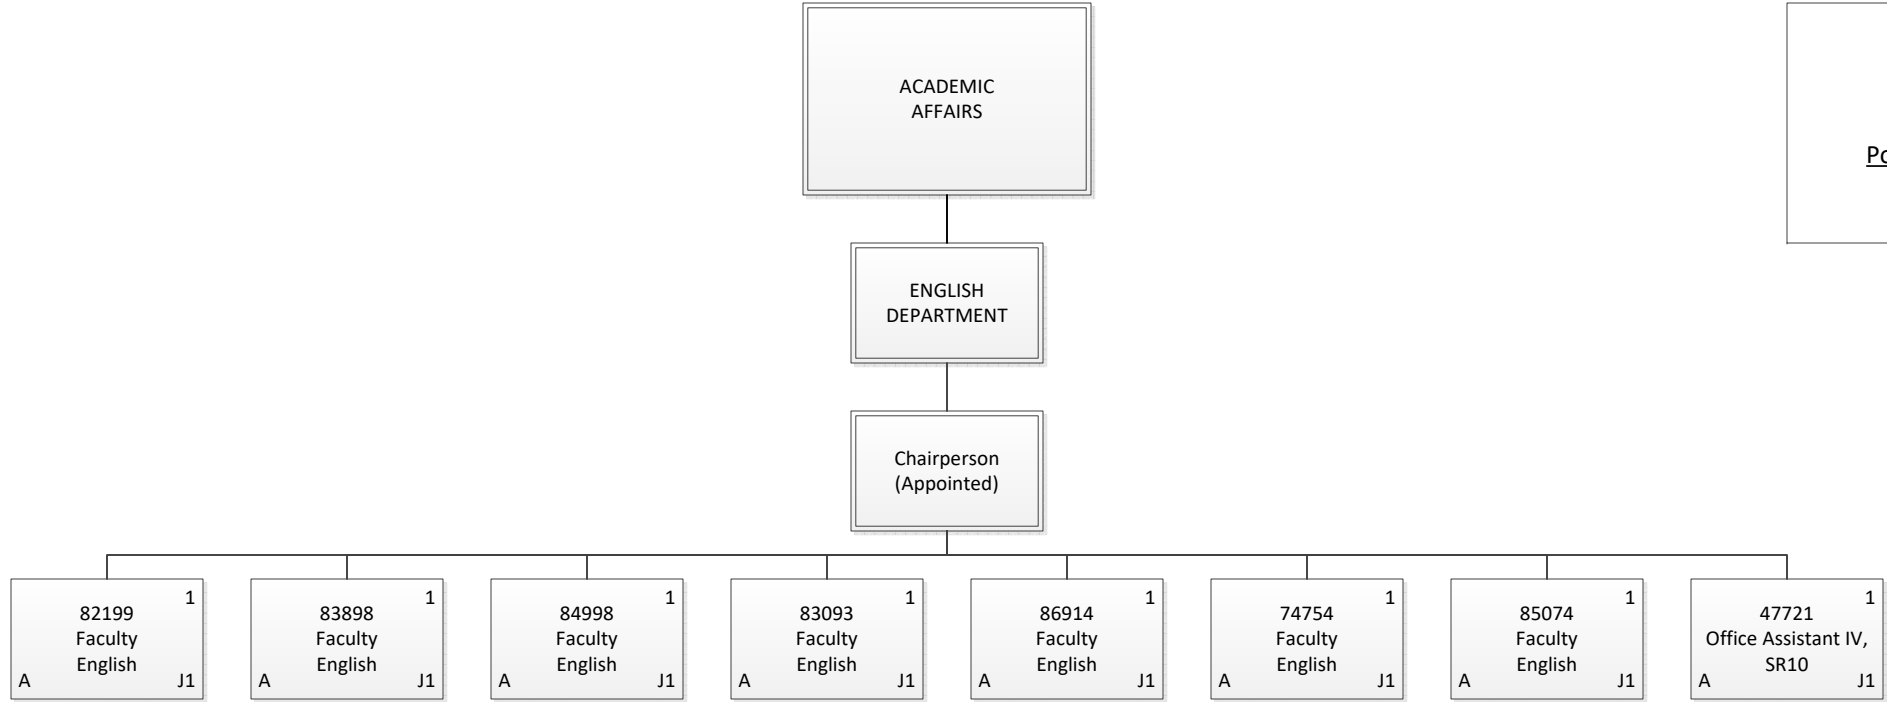 ACADEMIC
AFFAIRS
ENGLISH
DEPARTMENT
Chairperson
(Appointed)
1
82199
Faculty
English
A J1
1
83898
Faculty
English
A J1
1
84998
Faculty
English
A J1
1
83093
Faculty
English
A J1
1
86914
Faculty
English
A J1
1
74754
Faculty
English
A J1
1
85074
Faculty
English
A J1
1
47721
Office Assistant IV,
SR10
A J1